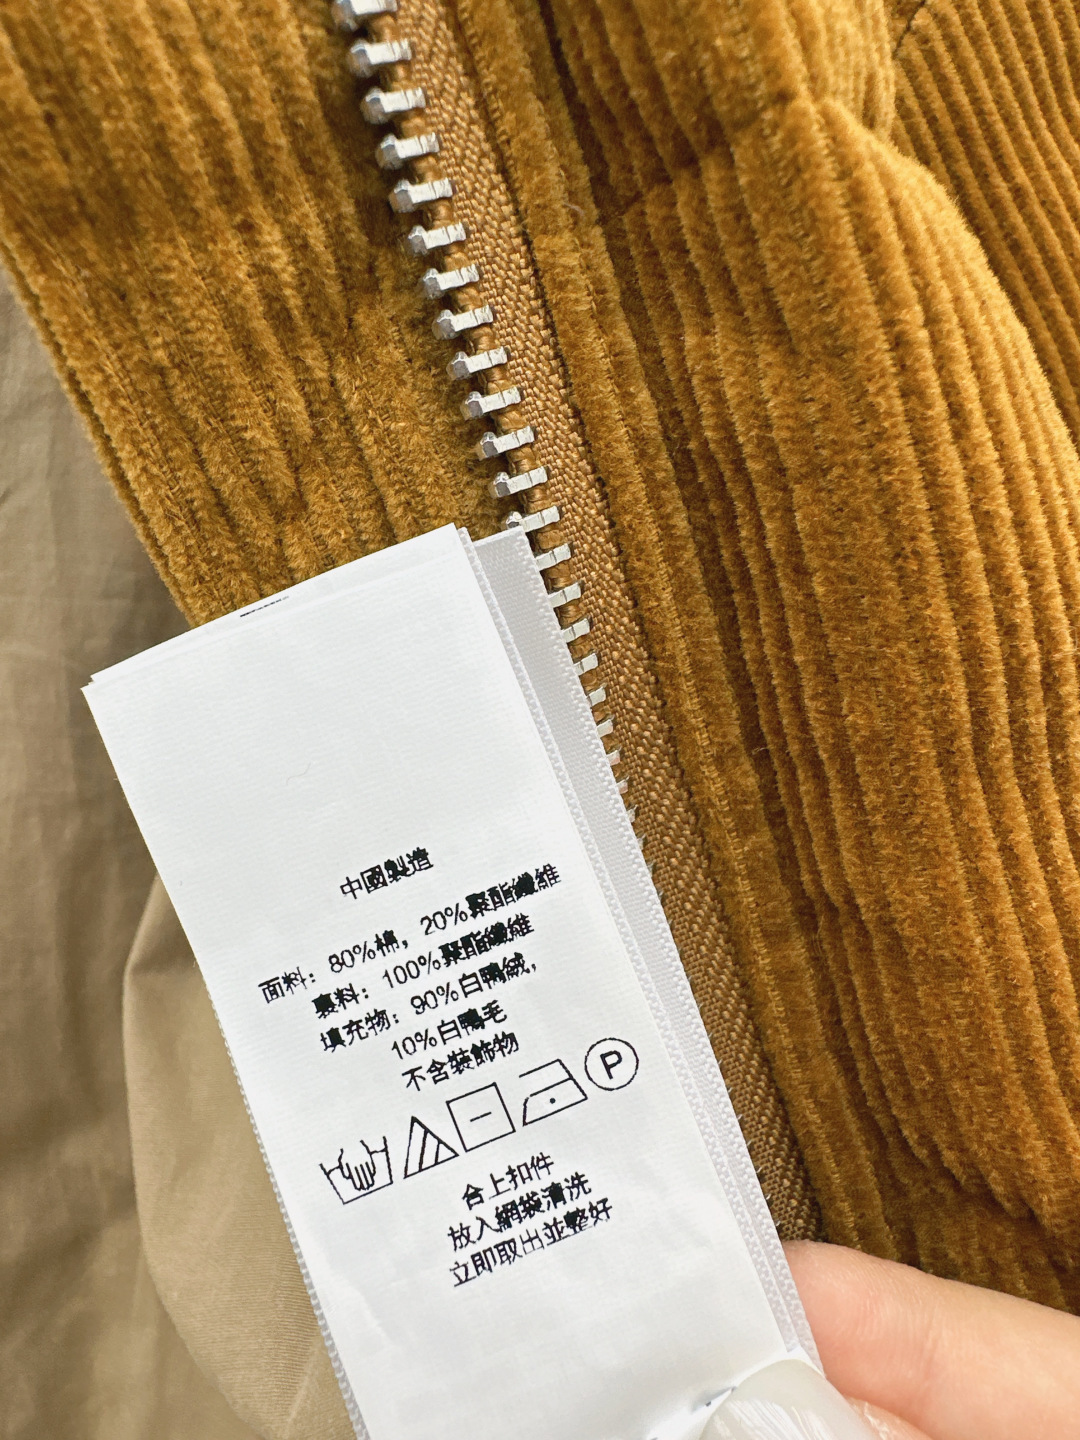 中國製造
面料：80%棉，20%聚酯纖維
裏料：100%聚酯纖維
填充物：90%白鴨絨，
10%白鴨毛
不含裝飾物
P
合上扣件
放入網袋清洗
立即取出並整好